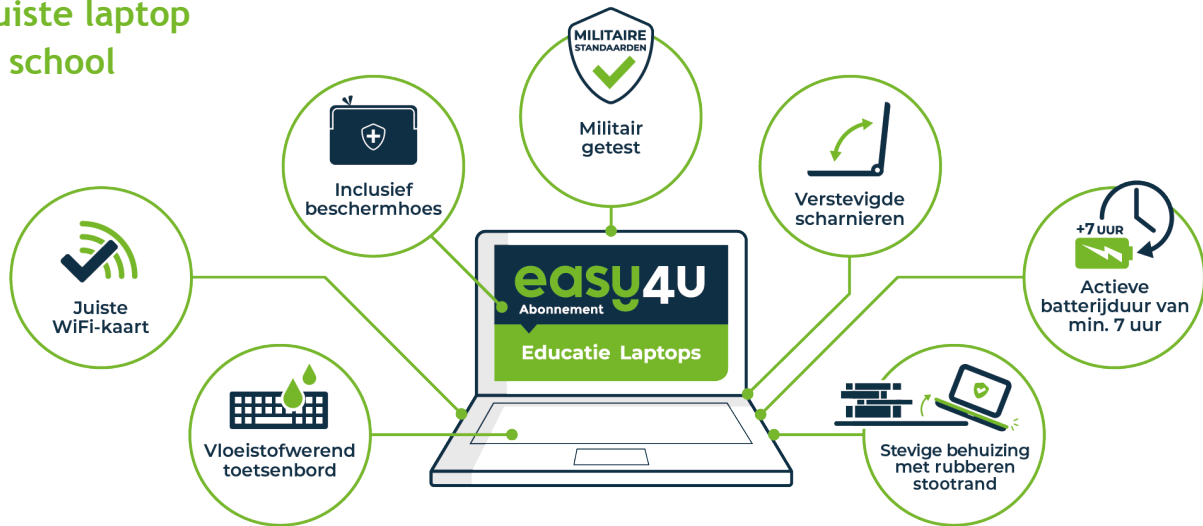 uiste laptop
school
MILITAIRE
STANDAARDEN
Militair
getest
Inclusief
beschermhoes
Verstevigde
scharnieren
+7 UUR
Actieve
batterijduur van
min. 7 uur
Juiste
WiFi-kaart
easy4u
Abonnement
Educatie Laptops
Vloeistofwerend
toetsenbord
Stevige behuizing
met rubberen
stootrand